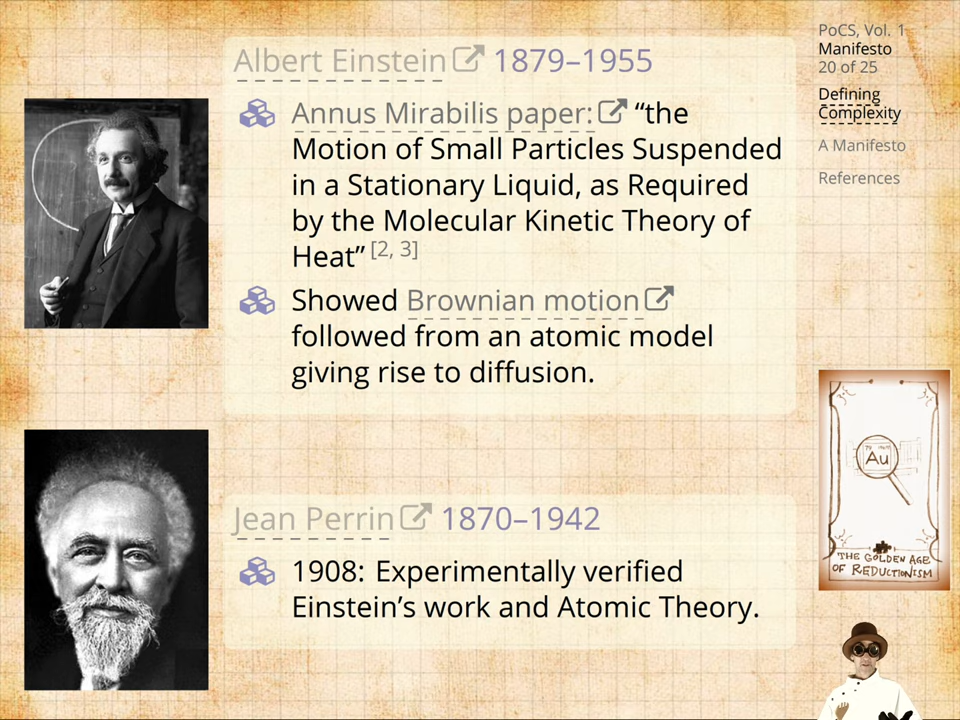 Albert Einstein 1879–1955
Annus Mirabilis paper: “the
Motion of Small Particles Suspended
in a Stationary Liquid, as Required
by the Molecular Kinetic Theory of
Heat” [2, 3]
Showed Brownian motion
followed from an atomic model
giving rise to diffusion.
Jean Perrin 1870–1942
1908: Experimentally verified
Einstein’s work and Atomic Theory.
PoCS, Vol. 1
Manifesto
20 of 25
Defining
Complexity
A Manifesto
References
Au
THE GOLDEN AGE
OF REDUCTIONISM